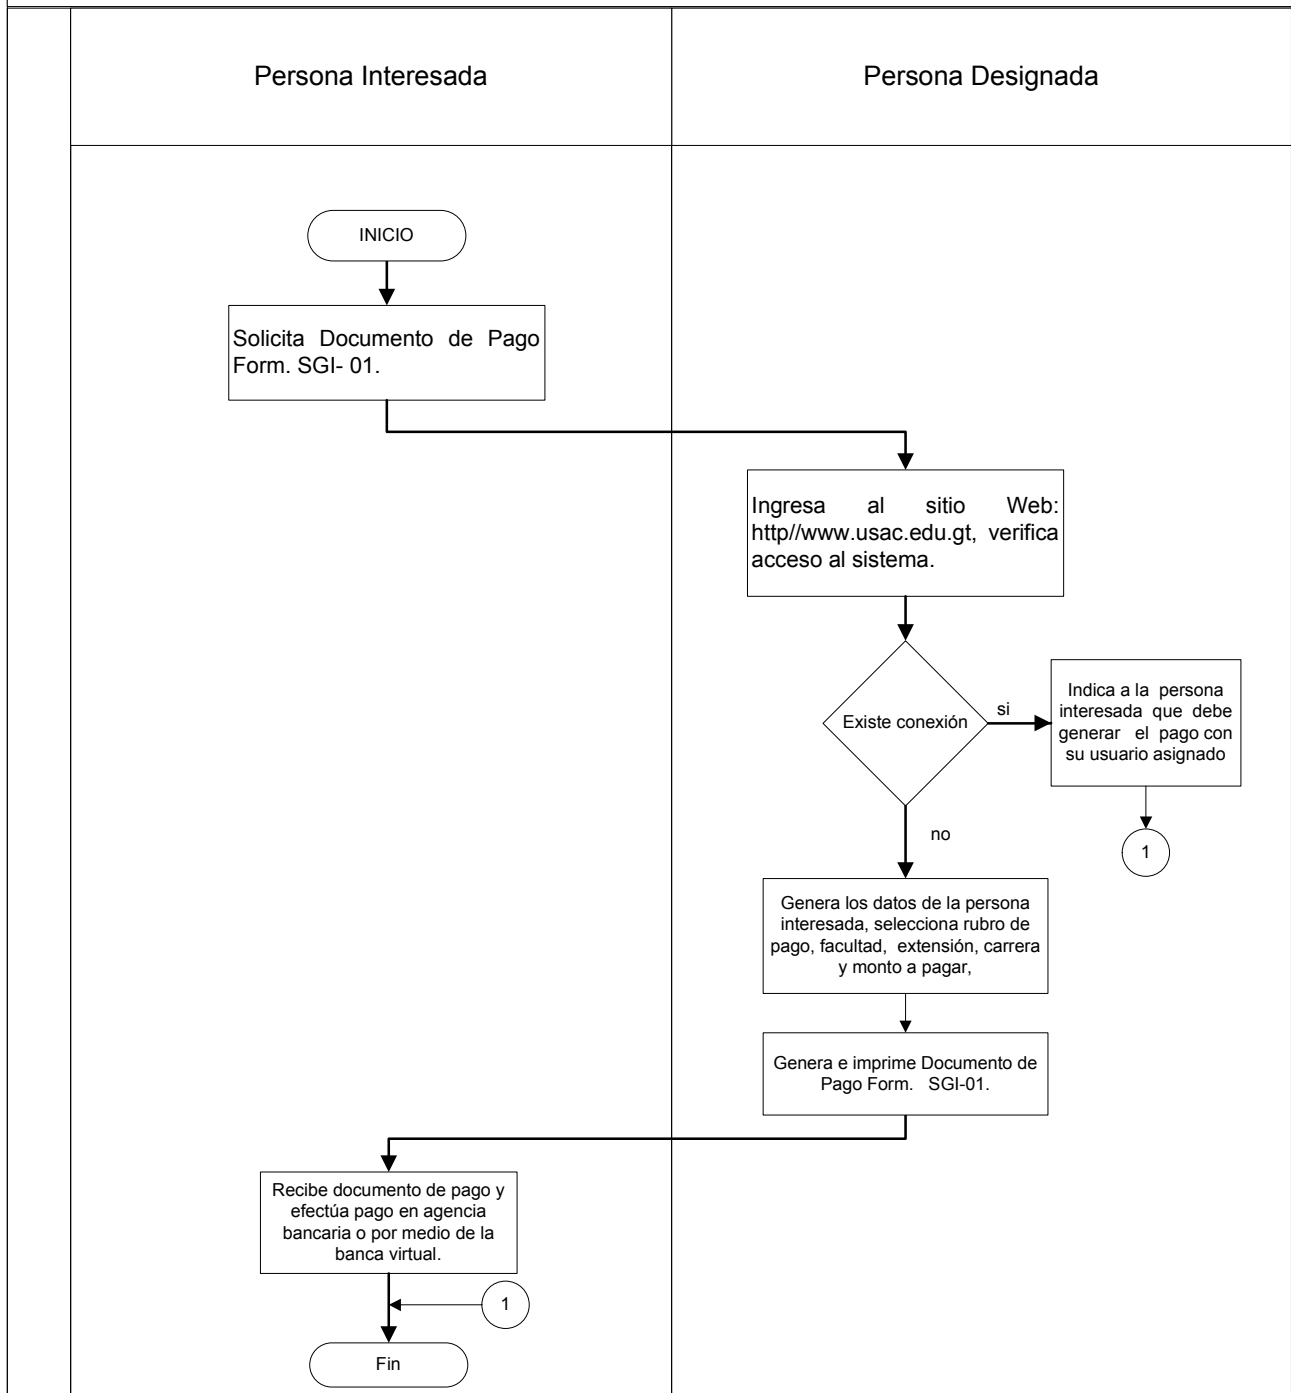 Persona Interesada
Persona Designada
INICIO
Solicita Documento de Pago
Form. SGI- 01.
Ingresa al sitio Web:
http//www.usac.edu.gt, verifica
acceso al sistema.
Existe conexión
si
Indica a la persona
interesada que debe
generar el pago con
su usuario asignado
1
no
Genera los datos de la persona
interesada, selecciona rubro de
pago, facultad, extensión, carrera
y monto a pagar,
Genera e imprime Documento de
Pago Form. SGI-01.
Recibe documento de pago y
efectúa pago en agencia
bancaria o por medio de la
banca virtual.
1
Fin